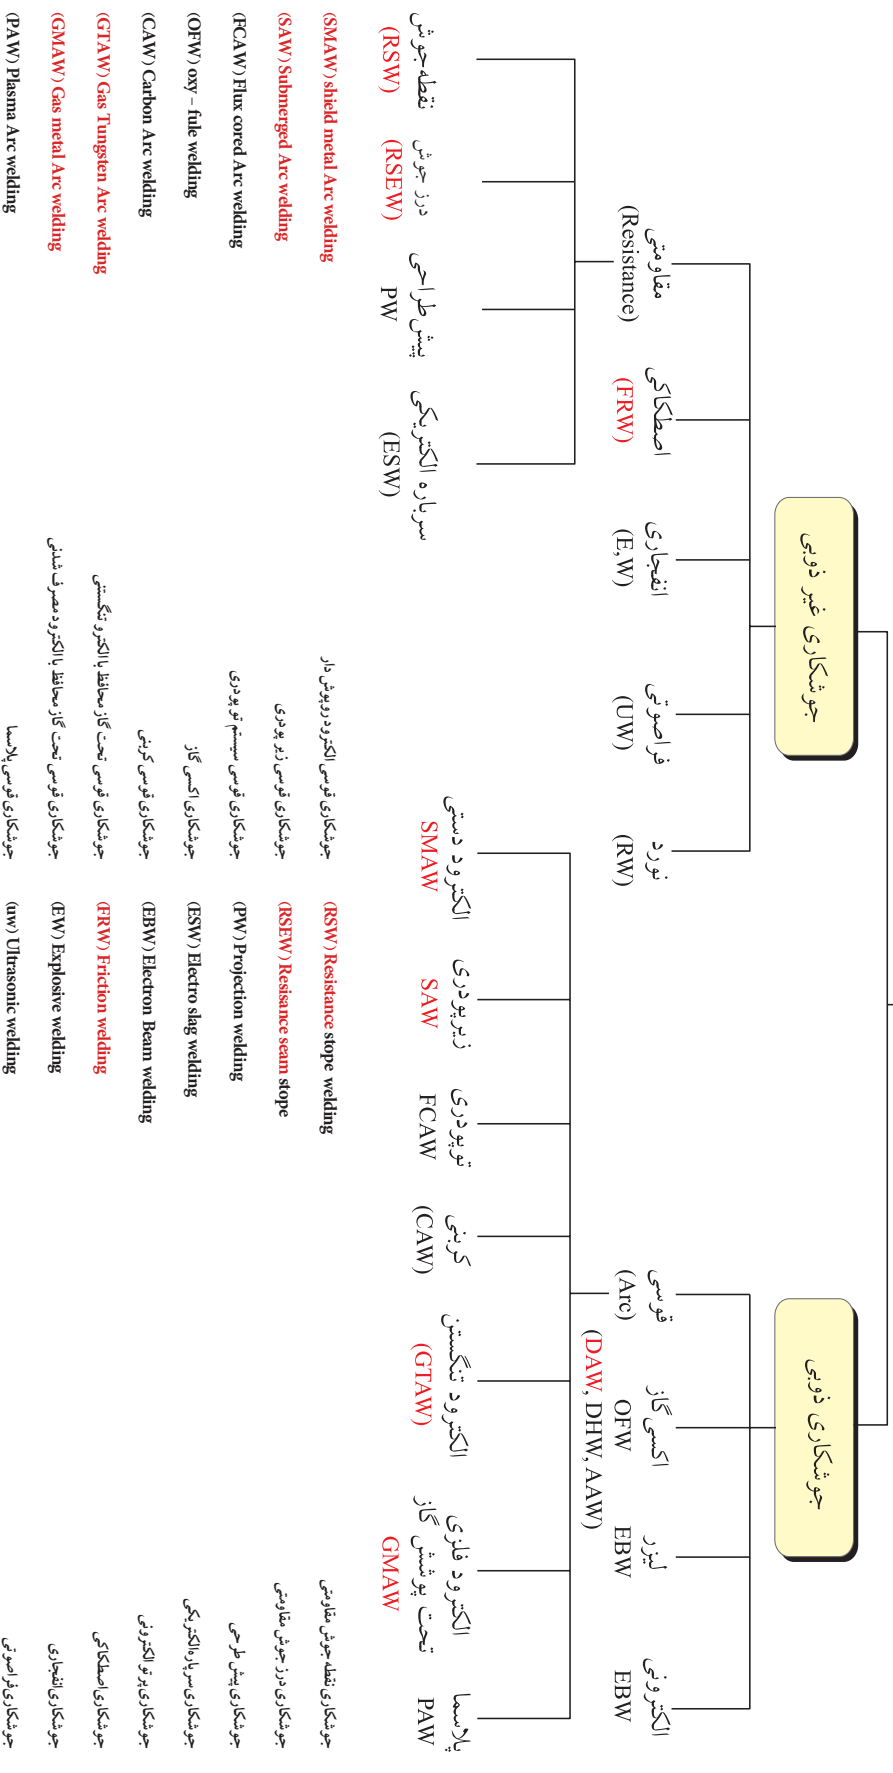 جوشکاری غیر ذوبی
جوشکاری ذوبی
مقاومتی
(Resistance)
اصطکاکی
(FRW)
انفجاری
(E,W)
فراصوتی
(UW)
نورد
(RW)
قوسی
(Arc)
(DAW, DHW, AAW)
اکسی گاز
OFW
لیزر
EBW
الکترونی
EBW
نقطه‌جوش
(RSW)
درز جوش
(RSEW)
پیش‌طراحی
PW
سرباره الکتریکی
(ESW)
الکترود دستی
SMAW
زیرپودری
SAW
توپودری
FCAW
کربنی
(CAW)
الکترود تنگستن
(GTAW)
الکترود فلزی
تحت پوشش گاز
GMAW
پلاسما
PAW
(SMAW) shield metal Arc welding جوشکاری قوسی الکترود روپوش دار
(SAW) Submerged Arc welding جوشکاری قوسی زیر پودری
(FCAW) Flux cored Arc welding جوشکاری قوسی سیستم تو پودری
(OFW) oxy – fule welding جوشکاری اکسی گاز
(CAW) Carbon Arc welding جوشکاری قوسی کربنی
(GTAW) Gas Tungsten Arc welding جوشکاری قوسی تحت گاز محافظ با الکترو تنگستنی
(GMAW) Gas metal Arc welding جوشکاری قوسی تحت گاز محافظ با الکترود مصرف شدنی
(PAW) Plasma Arc welding جوشکاری قوسی پلاسما
(RSW) Resistance stope welding جوشکاری نقطه جوش مقاومتی
(RSEW) Resisance seam stope جوشکاری درز جوش مقاومتی
(PW) Projection welding جوشکاری پیش طرحی
(ESW) Electro slag welding جوشکاری سرباره الکتریکی
(EBW) Electron Beam welding جوشکاری پرتو الکترونی
(FRW) Friction welding جوشکاری اصطکاکی
(EW) Explosive welding جوشکاری انفجاری
(uw) Ultrasonic welding جوشکاری فراصوتی